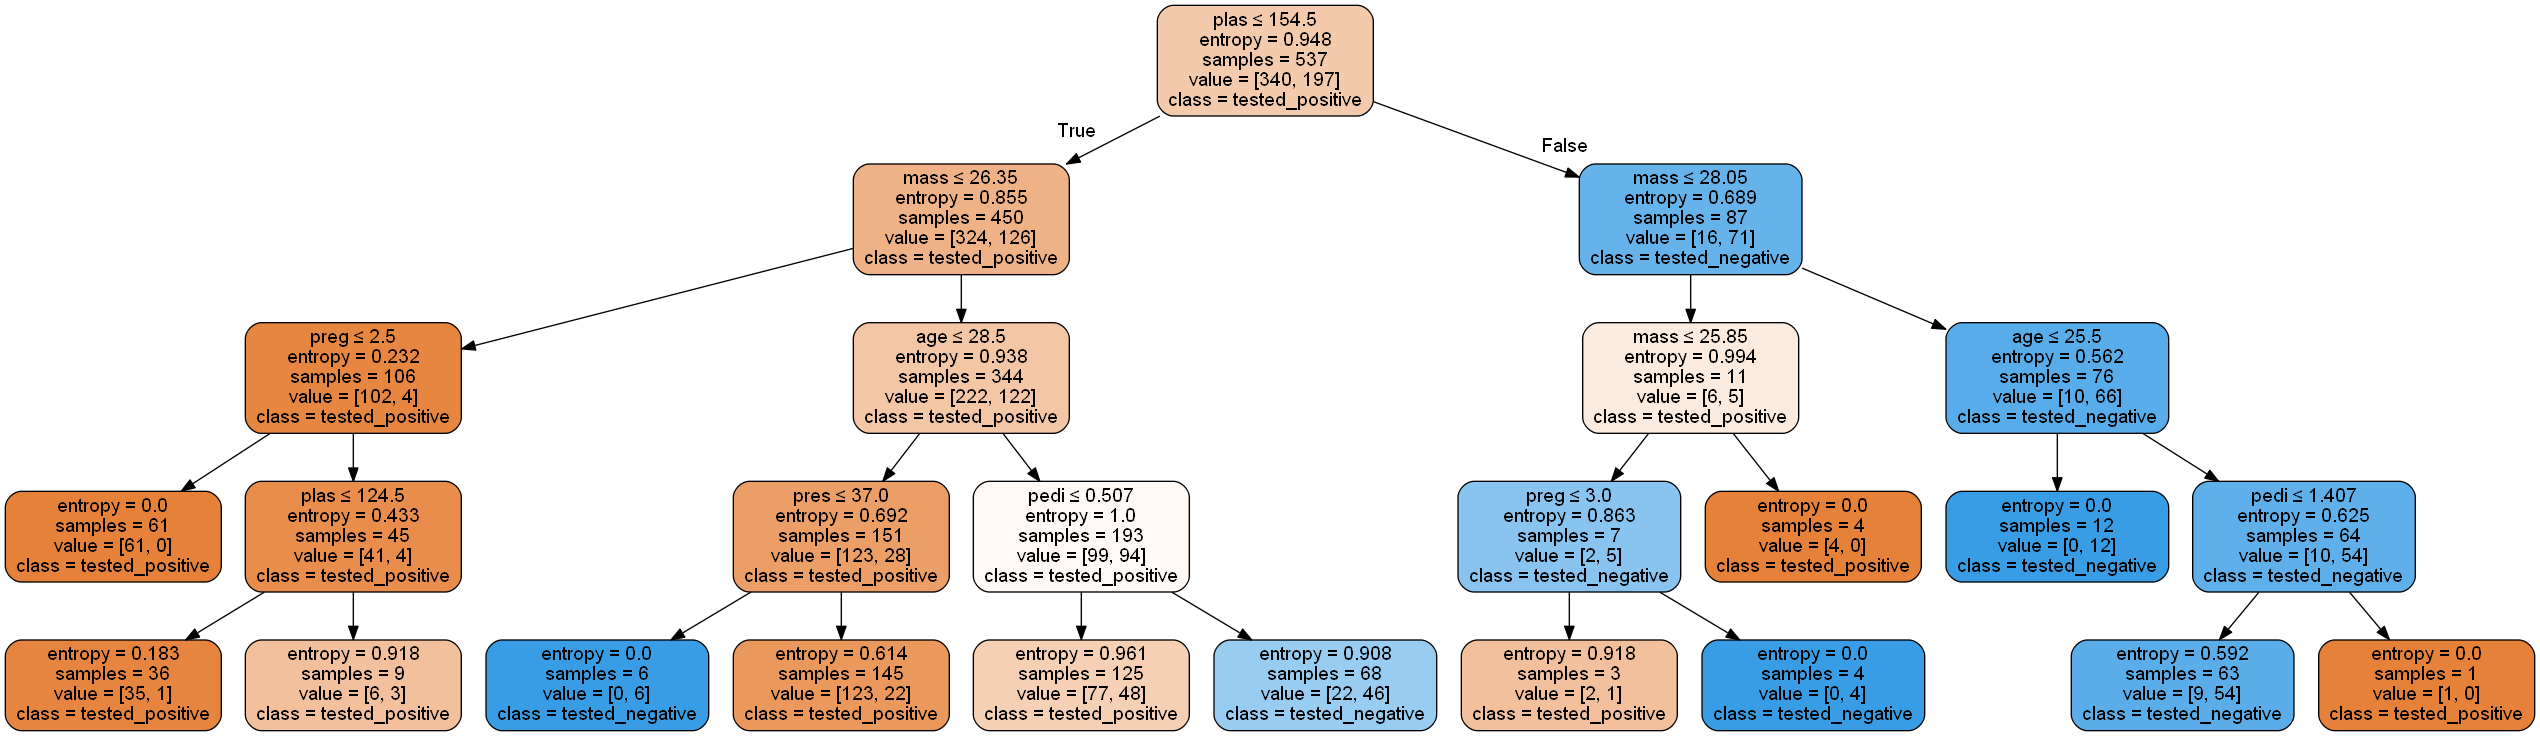 plas ≤ 154.5
entropy = 0.948
samples = 537
value = [340, 197]
class = tested_positive
True
False
mass ≤ 26.35
entropy = 0.855
samples = 450
value = [324, 126]
class = tested_positive
mass ≤ 28.05
entropy = 0.689
samples = 87
value = [16, 71]
class = tested_negative
preg ≤ 2.5
entropy = 0.232
samples = 106
value = [102, 4]
class = tested_positive
age ≤ 28.5
entropy = 0.938
samples = 344
value = [222, 122]
class = tested_positive
mass ≤ 25.85
entropy = 0.994
samples = 11
value = [6, 5]
class = tested_positive
age ≤ 25.5
entropy = 0.562
samples = 76
value = [10, 66]
class = tested_negative
entropy = 0.0
samples = 61
value = [61, 0]
class = tested_positive
plas ≤ 124.5
entropy = 0.433
samples = 45
value = [41, 4]
class = tested_positive
pres ≤ 37.0
entropy = 0.692
samples = 151
value = [123, 28]
class = tested_positive
pedi ≤ 0.507
entropy = 1.0
samples = 193
value = [99, 94]
class = tested_positive
preg ≤ 3.0
entropy = 0.863
samples = 7
value = [2, 5]
class = tested_negative
entropy = 0.0
samples = 4
value = [4, 0]
class = tested_positive
entropy = 0.0
samples = 12
value = [0, 12]
class = tested_negative
pedi ≤ 1.407
entropy = 0.625
samples = 64
value = [10, 54]
class = tested_negative
entropy = 0.183
samples = 36
value = [35, 1]
class = tested_positive
entropy = 0.918
samples = 9
value = [6, 3]
class = tested_positive
entropy = 0.0
samples = 6
value = [0, 6]
class = tested_negative
entropy = 0.614
samples = 145
value = [123, 22]
class = tested_positive
entropy = 0.961
samples = 125
value = [77, 48]
class = tested_positive
entropy = 0.908
samples = 68
value = [22, 46]
class = tested_negative
entropy = 0.918
samples = 3
value = [2, 1]
class = tested_positive
entropy = 0.0
samples = 4
value = [0, 4]
class = tested_negative
entropy = 0.592
samples = 63
value = [9, 54]
class = tested_negative
entropy = 0.0
samples = 1
value = [1, 0]
class = tested_positive